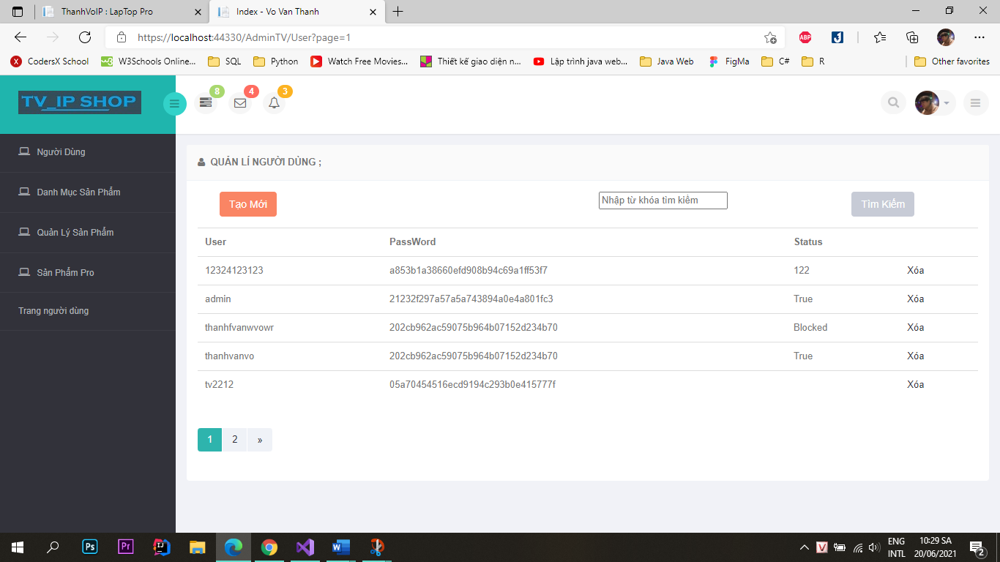 ThanhVoIP : LapTop Pro
Index - Vo Van Thanh
https://localhost:44330/AdminTV/User?page=1
ABP
CodersX School W3Schools Online... SQL Python Watch Free Movies... Thiết kế giao diện n... Lập trình java web... Java Web FigMa C# R Other favorites
TV_IP SHOP
8 4 3
Người Dùng
Danh Mục Sản Phẩm
Quản Lý Sản Phẩm
Sản Phẩm Pro
Trang người dùng
QUẢN LÍ NGƯỜI DÙNG ;
Tạo Mới Nhập từ khóa tìm kiếm Tìm Kiếm
User PassWord Status
12324123123 a853b1a38660efd908b94c69a1ff53f7 122 Xóa
admin 21232f297a57a5a743894a0e4a801fc3 True Xóa
thanhfvanwvowr 202cb962ac59075b964b07152d234b70 Blocked Xóa
thanhvanvo 202cb962ac59075b964b07152d234b70 True Xóa
tv2212 05a70454516ecd9194c293b0e415777f Xóa
1 2 »
Ps Pr IJ W V ENG 10:29 SA
INTL 20/06/2021 2